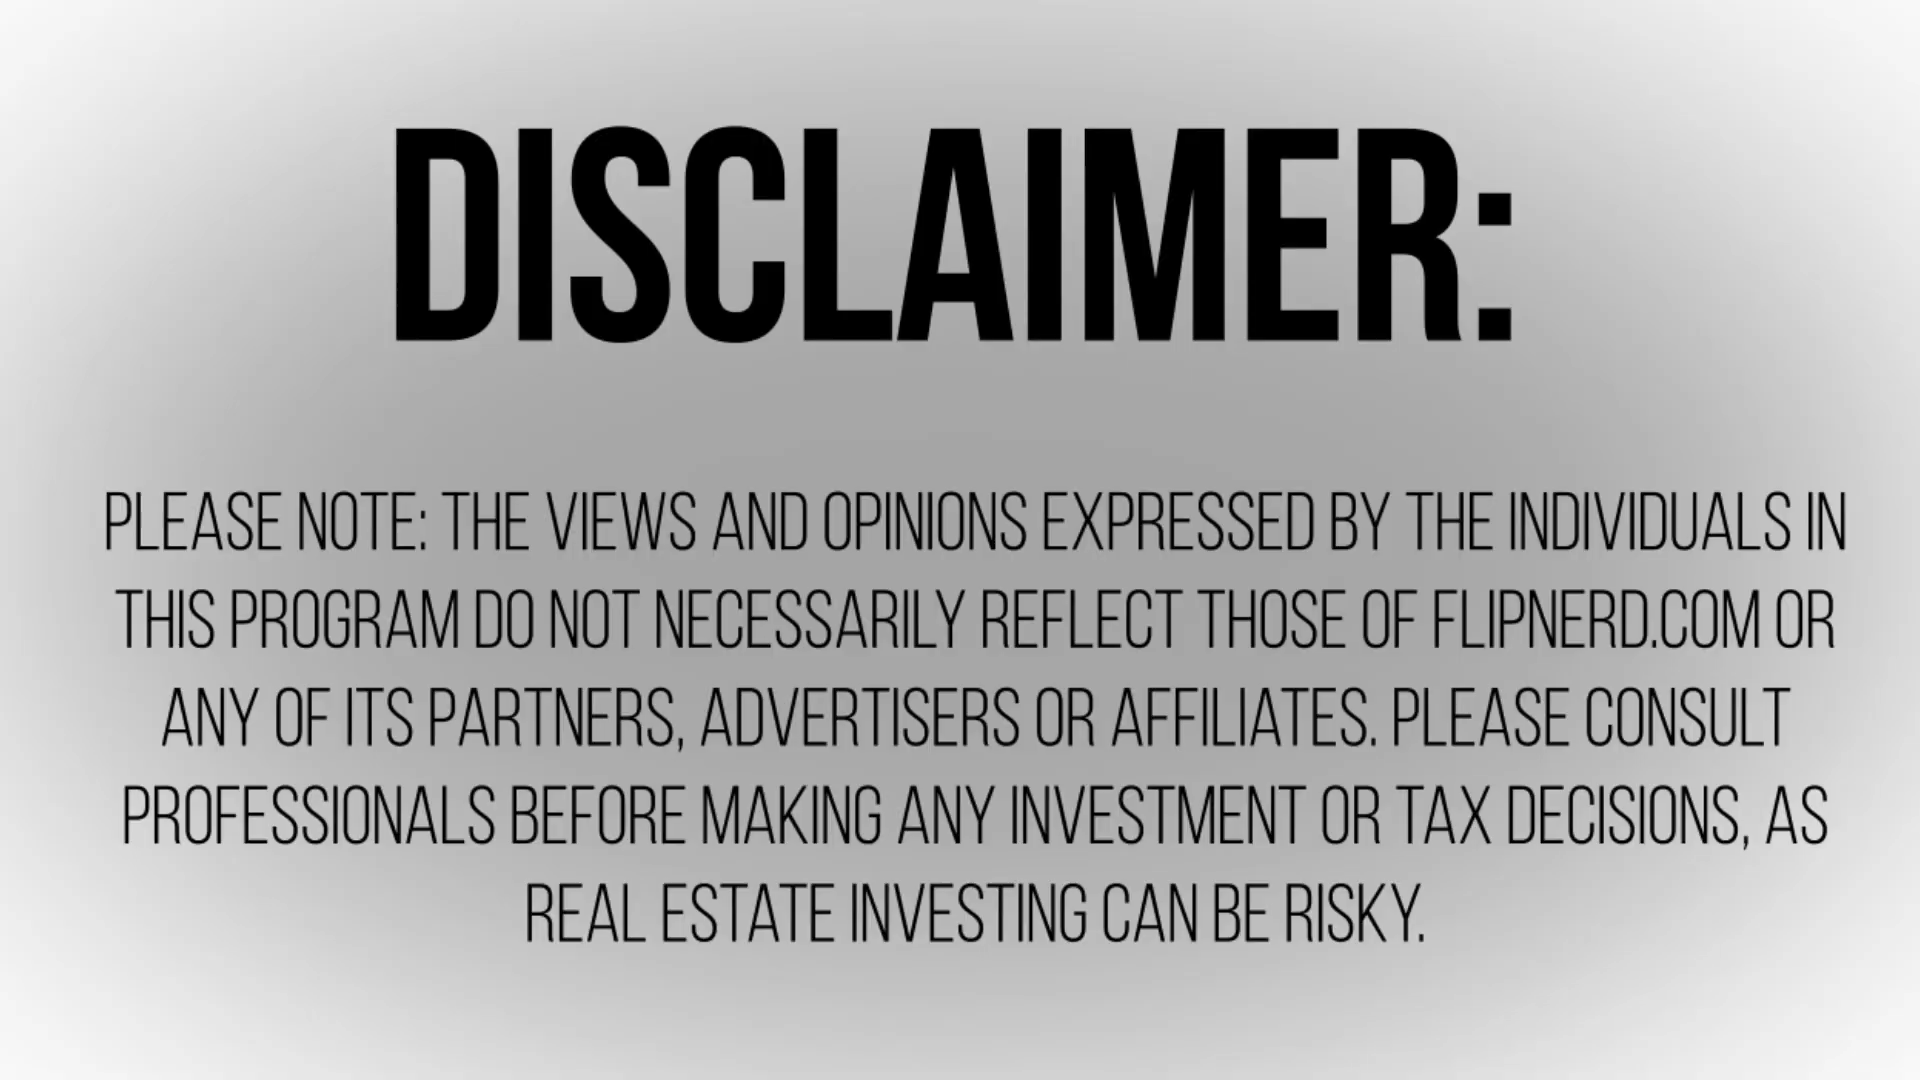 DISCLAIMER:
PLEASE NOTE: THE VIEWS AND OPINIONS EXPRESSED BY THE INDIVIDUALS IN
THIS PROGRAM DO NOT NECESSARILY REFLECT THOSE OF FLIPNERD.COM OR
ANY OF ITS PARTNERS, ADVERTISERS OR AFFILIATES. PLEASE CONSULT
PROFESSIONALS BEFORE MAKING ANY INVESTMENT OR TAX DECISIONS, AS
REAL ESTATE INVESTING CAN BE RISKY.